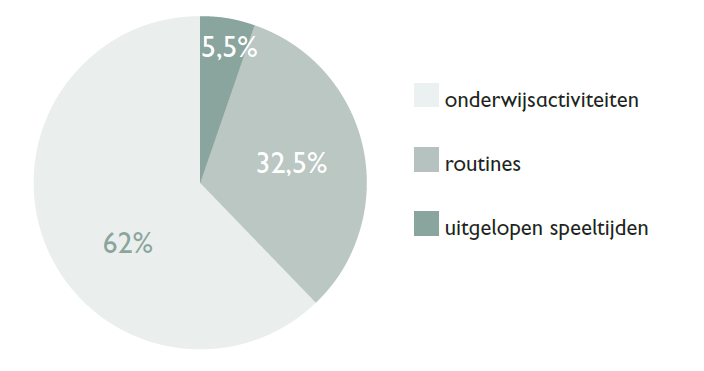 5,5%
32,5%
62%
onderwijsactiviteiten
routines
uitgelopen speeltijden